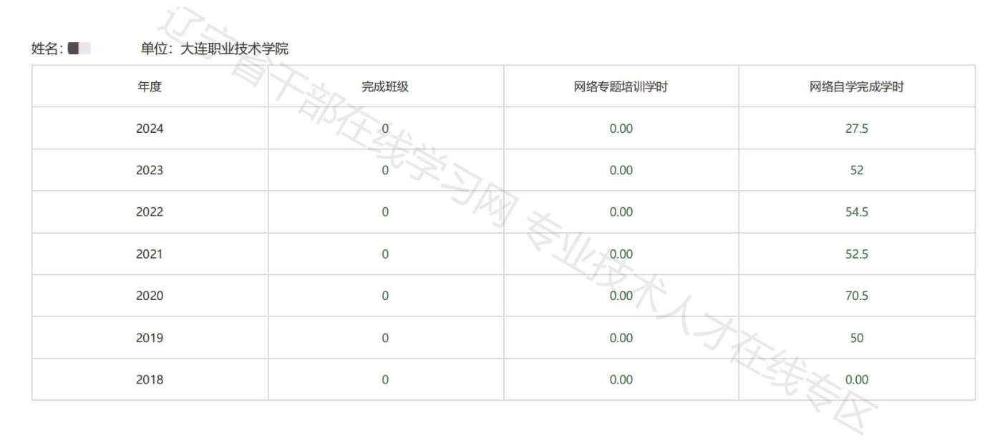 姓名： 单位：大连职业技术学院
年度 完成班级 网络专题培训学时 网络自学完成学时
2024 0 0.00 27.5
2023 0 0.00 52
2022 0 0.00 54.5
2021 0 0.00 52.5
2020 0 0.00 70.5
2019 0 0.00 50
2018 0 0.00 0.00
辽宁省干部在线学习网 专业技术人才在线专区